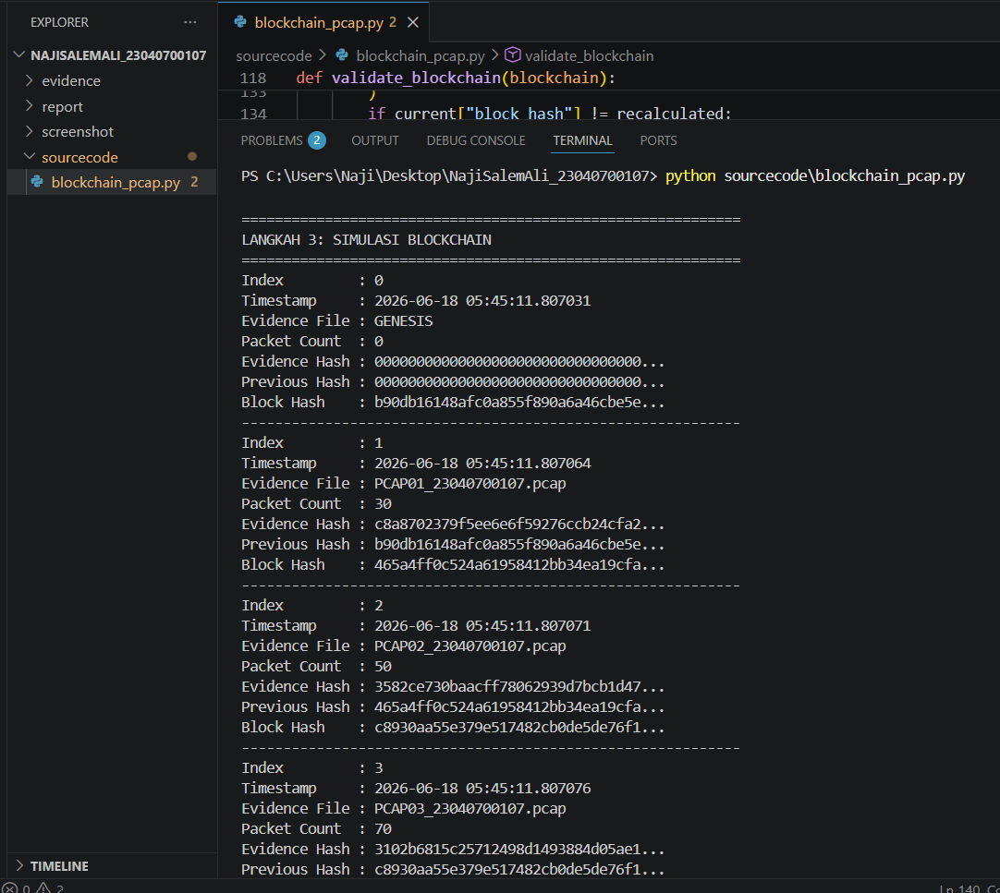 EXPLORER ...
NAJISALEMALI_23040700107
evidence
report
screenshot
sourcecode
blockchain_pcap.py 2
TIMELINE
0 2
blockchain_pcap.py 2
sourcecode > blockchain_pcap.py > validate_blockchain
118 def validate_blockchain(blockchain):
133 )
134 if current["block_hash"] != recalculated:
PROBLEMS 2 OUTPUT DEBUG CONSOLE TERMINAL PORTS
PS C:\Users\Naji\Desktop\NajiSalemAli_23040700107> python sourcecode\blockchain_pcap.py
============================================================
LANGKAH 3: SIMULASI BLOCKCHAIN
============================================================
Index : 0
Timestamp : 2026-06-18 05:45:11.807031
Evidence File : GENESIS
Packet Count : 0
Evidence Hash : 00000000000000000000000000000000...
Previous Hash : 00000000000000000000000000000000...
Block Hash : b90db16148afc0a855f890a6a46cbe5e...
------------------------------------------------------------
Index : 1
Timestamp : 2026-06-18 05:45:11.807064
Evidence File : PCAP01_23040700107.pcap
Packet Count : 30
Evidence Hash : c8a8702379f5ee6e6f59276ccb24cfa2...
Previous Hash : b90db16148afc0a855f890a6a46cbe5e...
Block Hash : 465a4ff0c524a61958412bb34ea19cfa...
------------------------------------------------------------
Index : 2
Timestamp : 2026-06-18 05:45:11.807071
Evidence File : PCAP02_23040700107.pcap
Packet Count : 50
Evidence Hash : 3582ce730baacff78062939d7bcb1d47...
Previous Hash : 465a4ff0c524a61958412bb34ea19cfa...
Block Hash : c8930aa55e379e517482cb0de5de76f1...
------------------------------------------------------------
Index : 3
Timestamp : 2026-06-18 05:45:11.807076
Evidence File : PCAP03_23040700107.pcap
Packet Count : 70
Evidence Hash : 3102b6815c25712498d1493884d05ae1...
Previous Hash : c8930aa55e379e517482cb0de5de76f1...
Ln 140,